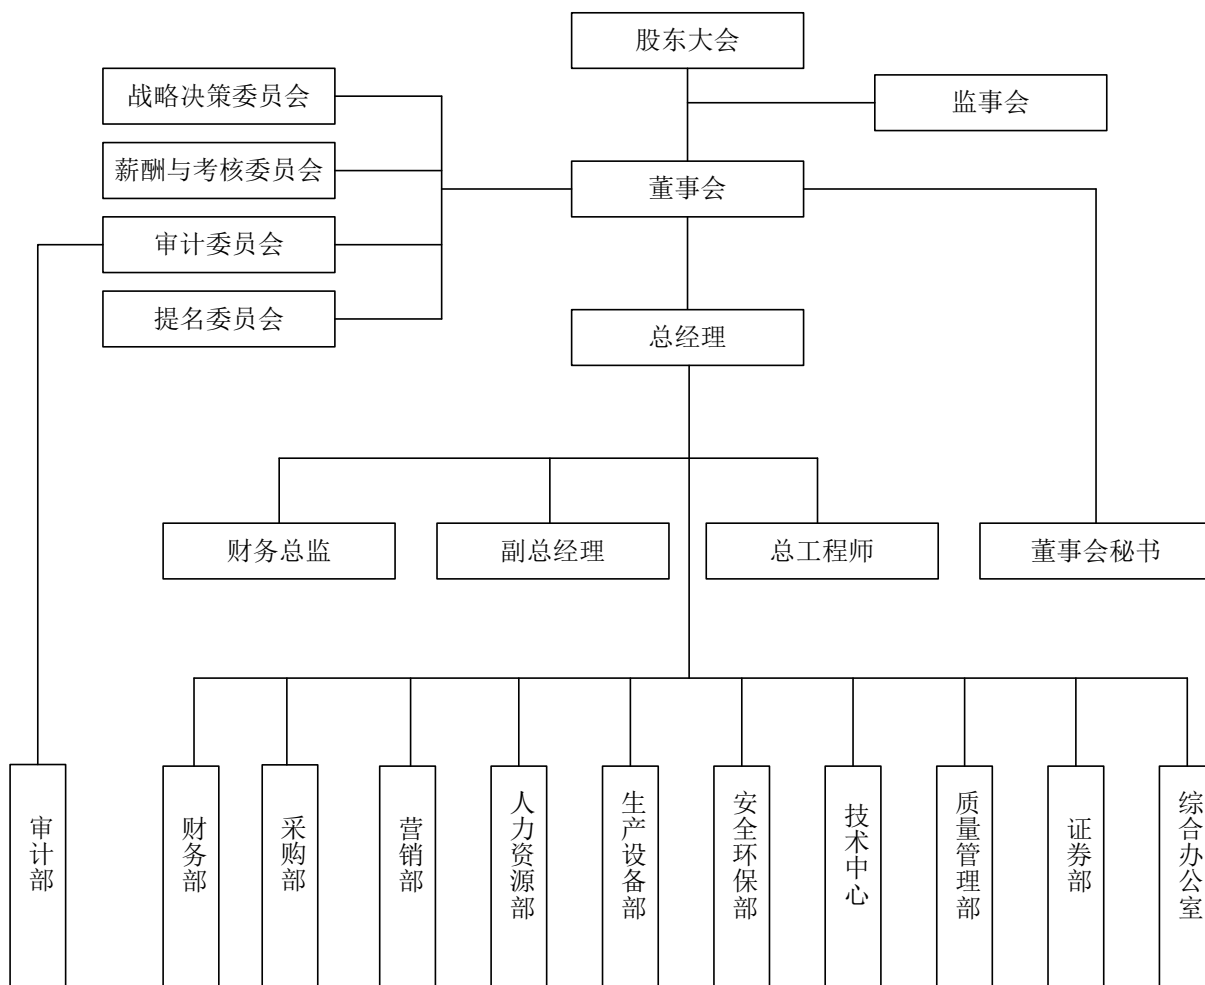 股东大会
战略决策委员会
监事会
薪酬与考核委员会
董事会
审计委员会
提名委员会
总经理
财务总监
副总经理
总工程师
董事会秘书
审计部
财务部
采购部
营销部
人力资源部
生产设备部
安全环保部
技术中心
质量管理部
证券部
综合办公室